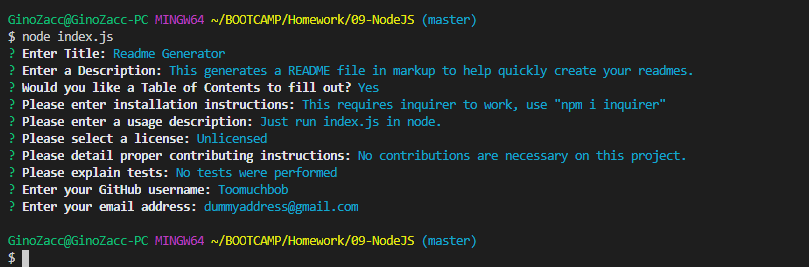 GinoZacc@GinoZacc-PC MINGW64 ~/BOOTCAMP/Homework/09-NodeJS (master)
$ node index.js
? Enter Title: Readme Generator
? Enter a Description: This generates a README file in markup to help quickly create your readmes.
? Would you like a Table of Contents to fill out? Yes
? Please enter installation instructions: This requires inquirer to work, use "npm i inquirer"
? Please enter a usage description: Just run index.js in node.
? Please select a license: Unlicensed
? Please detail proper contributing instructions: No contributions are necessary on this project.
? Please explain tests: No tests were performed
? Enter your GitHub username: Toomuchbob
? Enter your email address: dummyaddress@gmail.com
GinoZacc@GinoZacc-PC MINGW64 ~/BOOTCAMP/Homework/09-NodeJS (master)
$